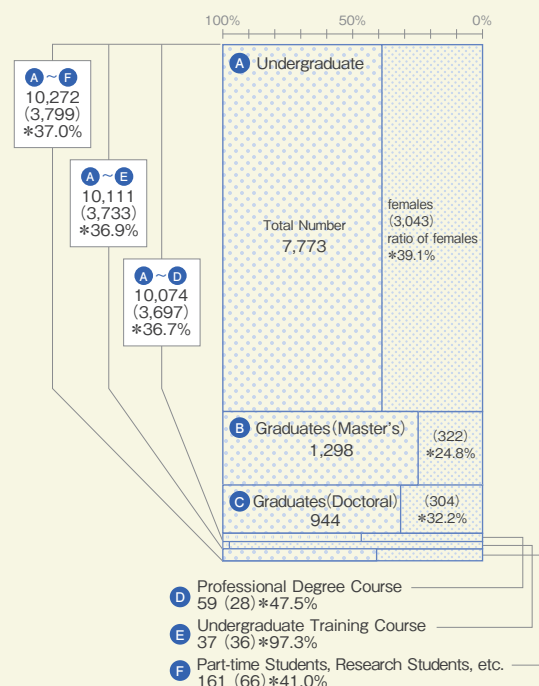 100% 50% 0%
A Undergraduate
A~F
10,272
(3,799)
*37.0%
A~E
10,111
(3,733)
*36.9%
A~D
10,074
(3,697)
*36.7%
Total Number
7,773
females
(3,043)
ratio of females
*39.1%
B Graduates(Master's)
1,298
(322)
*24.8%
C Graduates(Doctoral)
944
(304)
*32.2%
D Professional Degree Course
59 (28)*47.5%
E Undergraduate Training Course
37 (36)*97.3%
F Part-time Students, Research Students, etc.
161 (66)*41.0%